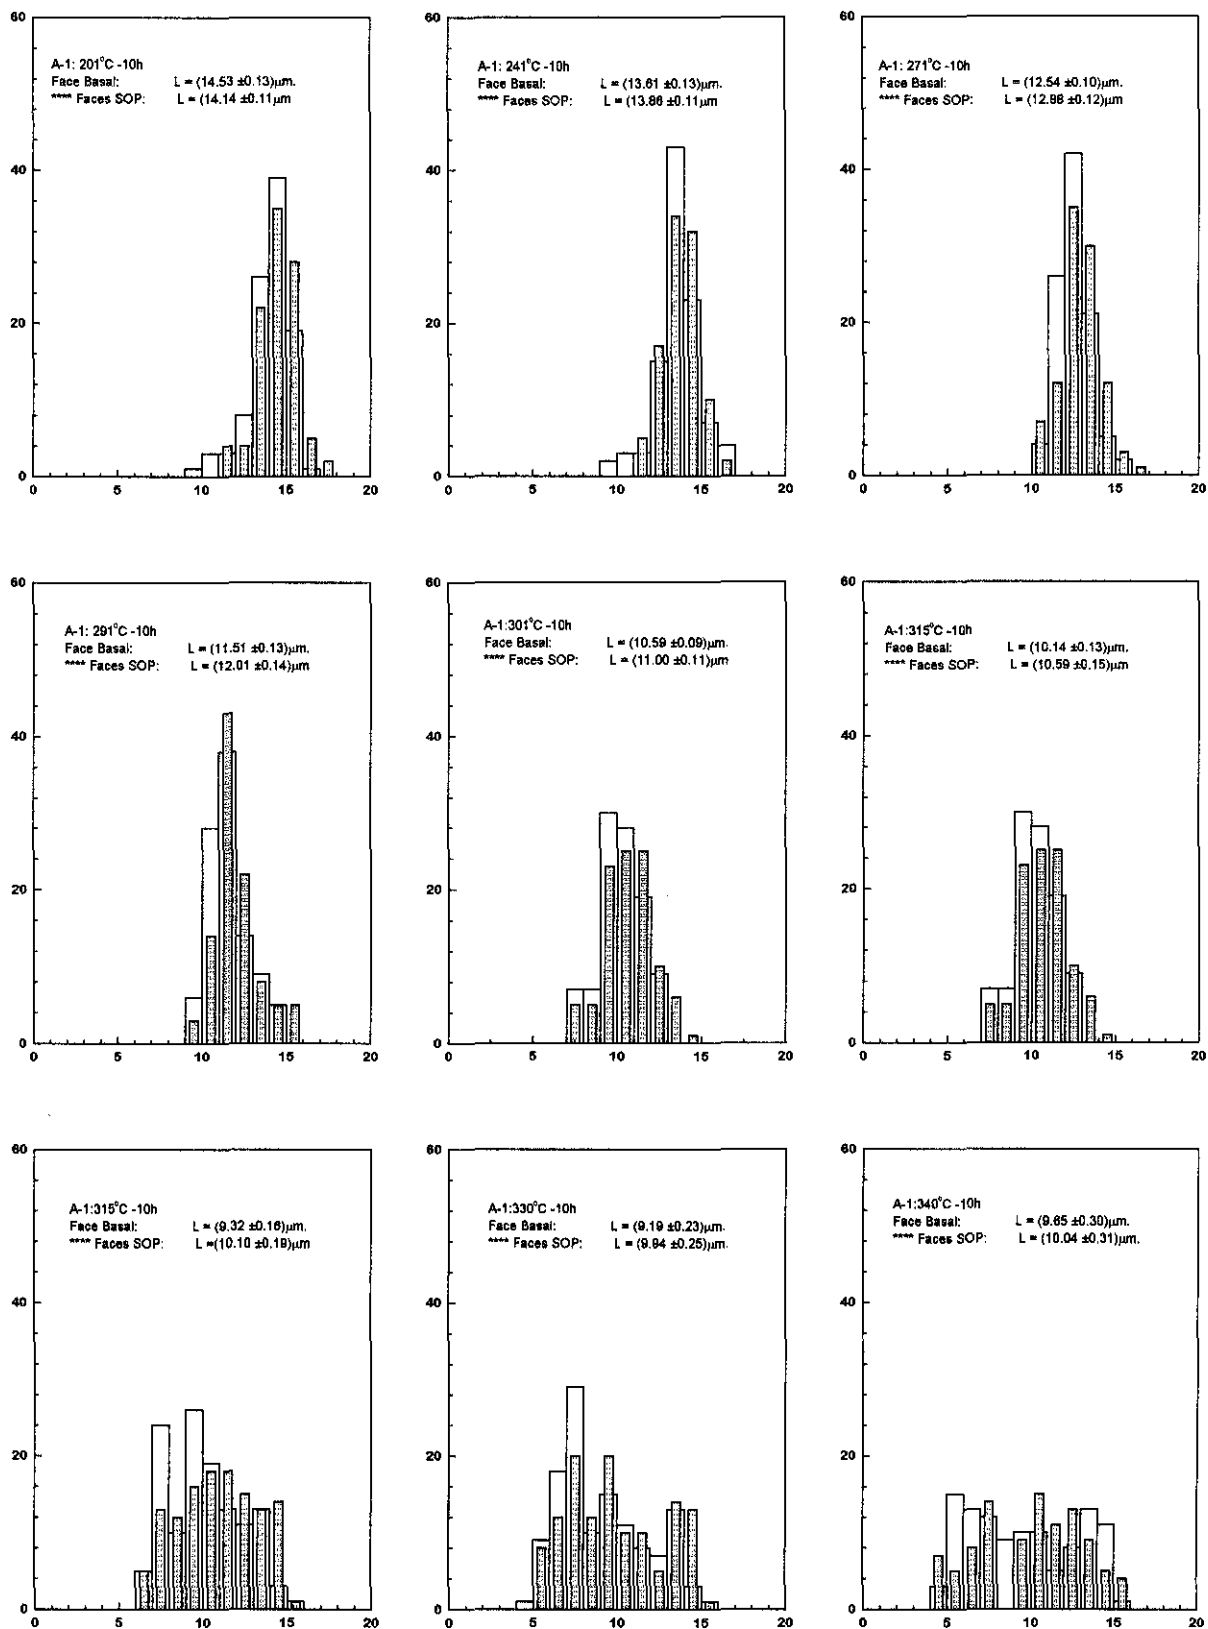 60
40
20
0
0 5 10 15 20
A-1: 201°C -10h
Face Basal: L = (14.53 ±0.13)µm.
**** Faces SOP: L = (14.14 ±0.11)µm
60
40
20
0
0 5 10 15 20
A-1: 241°C -10h
Face Basal: L = (13.61 ±0.13)µm.
**** Faces SOP: L = (13.86 ±0.11)µm
60
40
20
0
0 5 10 15 20
A-1: 271°C -10h
Face Basal: L = (12.54 ±0.10)µm.
**** Faces SOP: L = (12.98 ±0.12)µm
60
40
20
0
0 5 10 15 20
A-1: 291°C -10h
Face Basal: L = (11.51 ±0.13)µm.
**** Faces SOP: L = (12.01 ±0.14)µm
60
40
20
0
0 5 10 15 20
A-1:301°C -10h
Face Basal: L = (10.59 ±0.09)µm.
**** Faces SOP: L = (11.00 ±0.11)µm
60
40
20
0
0 5 10 15 20
A-1:315°C -10h
Face Basal: L = (10.14 ±0.13)µm.
**** Faces SOP: L = (10.59 ±0.15)µm
60
40
20
0
0 5 10 15 20
A-1:315°C -10h
Face Basal: L = (9.32 ±0.16)µm.
**** Faces SOP: L =(10.10 ±0.19)µm
60
40
20
0
0 5 10 15 20
A-1:330°C -10h
Face Basal: L = (9.19 ±0.23)µm.
**** Faces SOP: L = (9.94 ±0.25)µm.
60
40
20
0
0 5 10 15 20
A-1:340°C -10h
Face Basal: L = (9.65 ±0.30)µm.
**** Faces SOP: L = (10.04 ±0.31)µm.